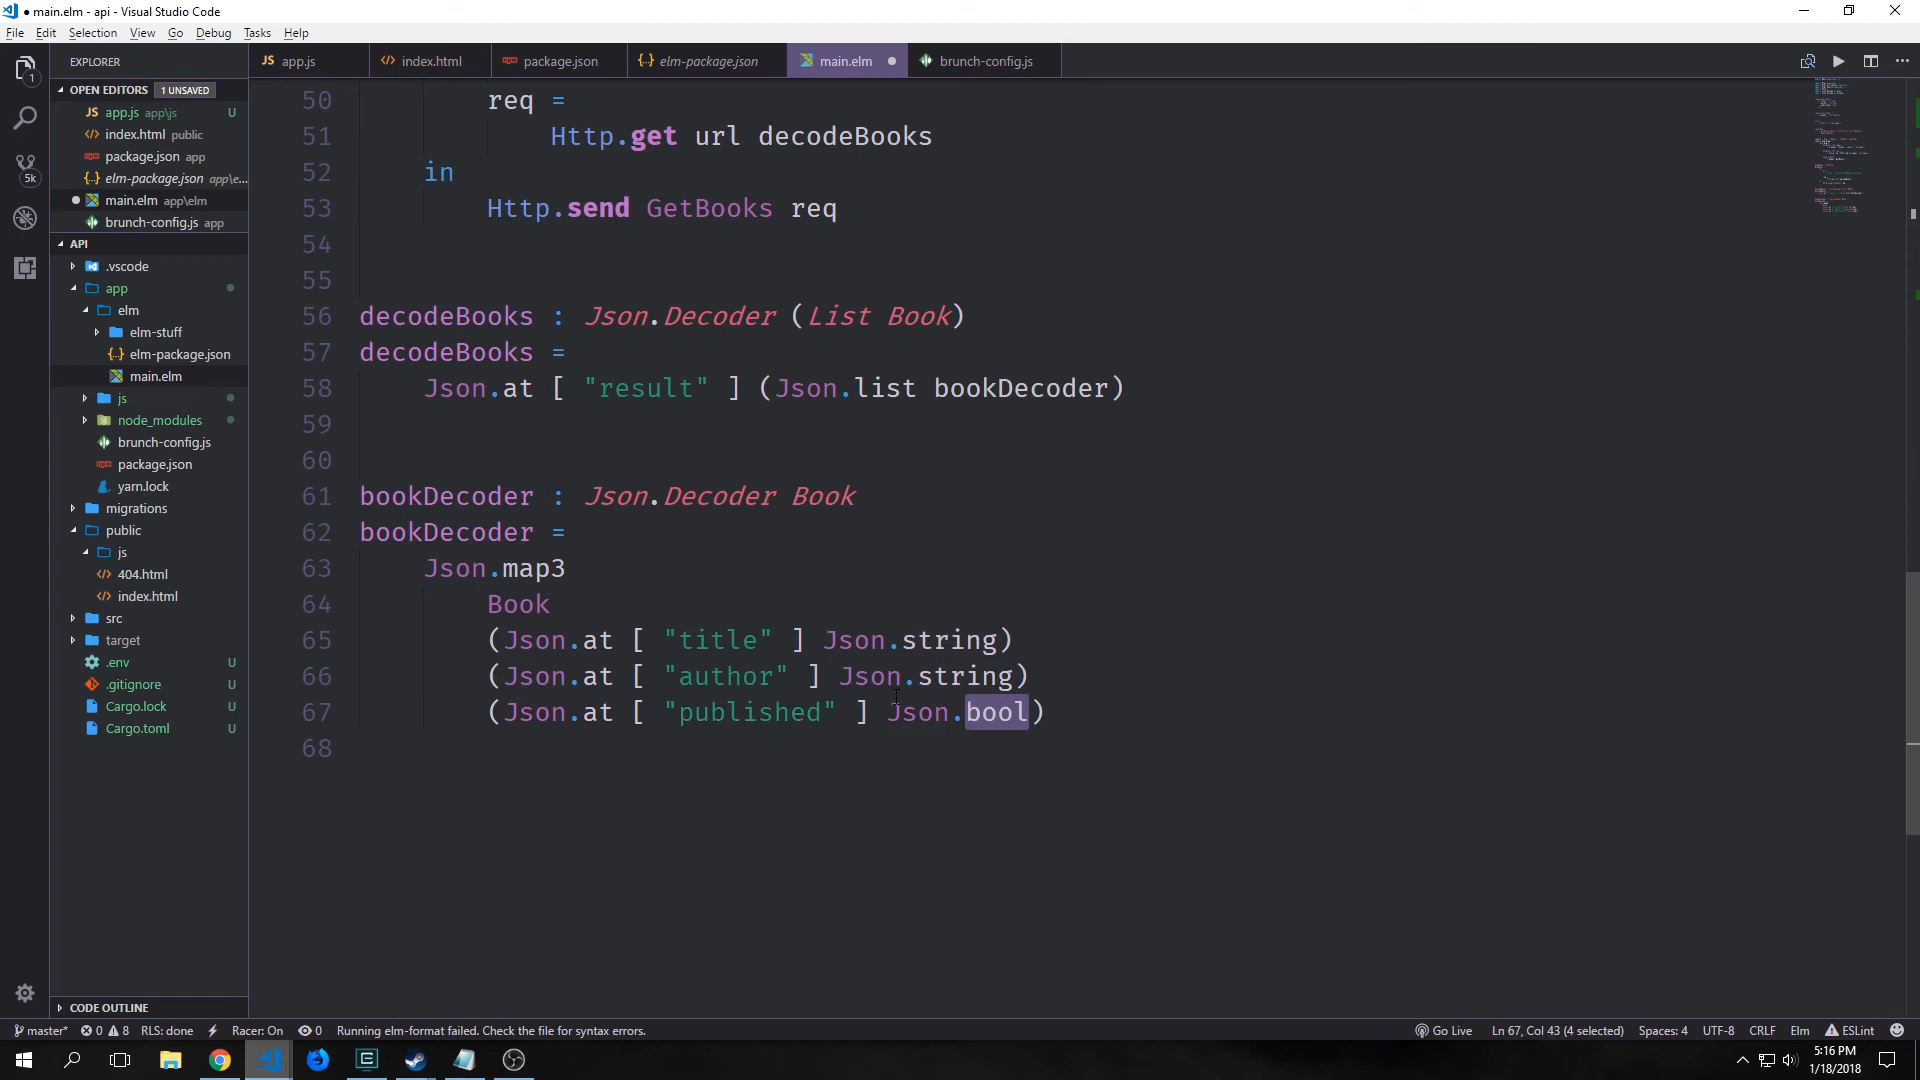 ● main.elm - api - Visual Studio Code
File Edit Selection View Go Debug Tasks Help
EXPLORER
OPEN EDITORS 1 UNSAVED
app.js app\js U
index.html public
package.json app
elm-package.json app\e...
main.elm app\elm
brunch-config.js app
API
.vscode
app
elm
elm-stuff
elm-package.json
main.elm
js
node_modules
brunch-config.js
package.json
yarn.lock
migrations
public
js
404.html
index.html
src
target
.env U
.gitignore U
Cargo.lock U
Cargo.toml U
CODE OUTLINE
1
5k
app.js index.html package.json elm-package.json main.elm brunch-config.js
50 req =
51 Http.get url decodeBooks
52 in
53 Http.send GetBooks req
54
55
56 decodeBooks : Json.Decoder (List Book)
57 decodeBooks =
58 Json.at [ "result" ] (Json.list bookDecoder)
59
60
61 bookDecoder : Json.Decoder Book
62 bookDecoder =
63 Json.map3
64 Book
65 (Json.at [ "title" ] Json.string)
66 (Json.at [ "author" ] Json.string)
67 (Json.at [ "published" ] Json.bool)
68
master* 0 8 RLS: done Racer: On 0 Running elm-format failed. Check the file for syntax errors. Go Live Ln 67, Col 43 (4 selected) Spaces: 4 UTF-8 CRLF Elm ESLint
5:16 PM
1/18/2018